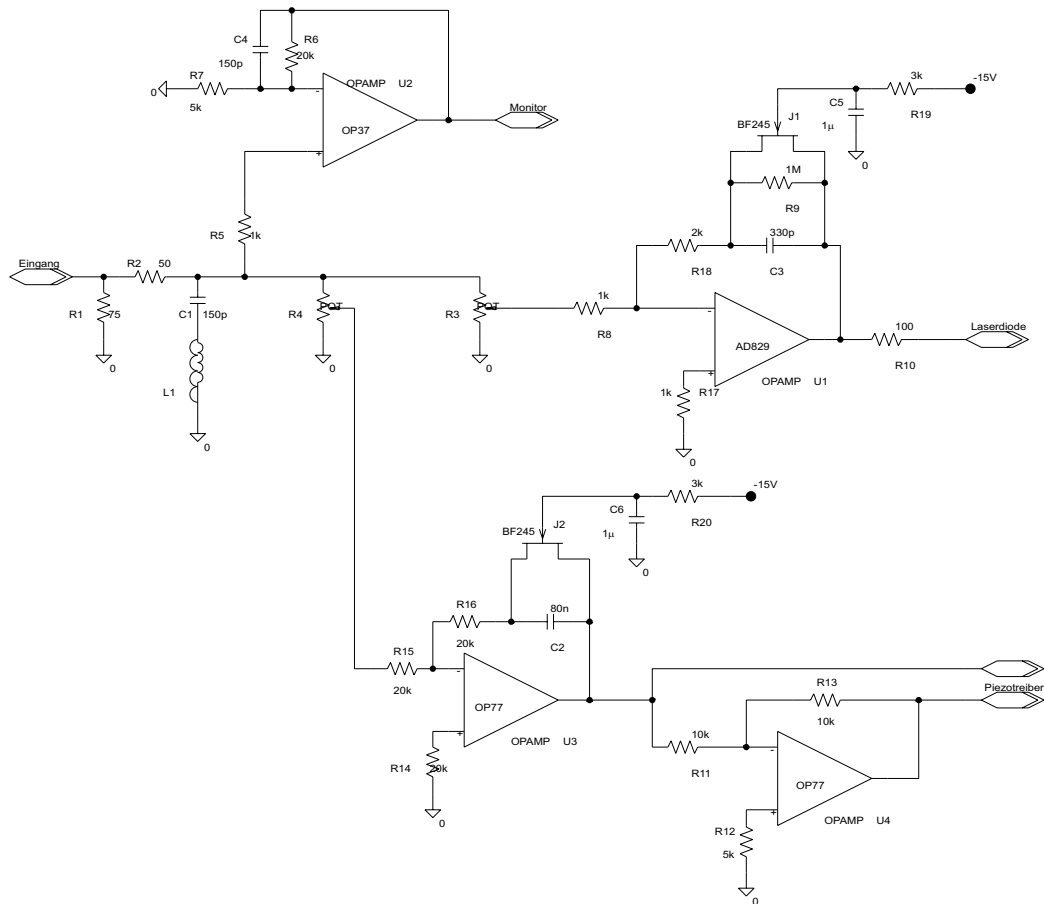 C4
R6
150p
20k
R7
0
5k
OPAMP U2
-
OP37
+
Monitor
3k
-15V
C5
R19
1µ
0
J1
BF245
1M
R9
R5
1k
Eingang
R2 50
2k
330p
R18
C3
R1
75
C1
150p
R4
POT
R3
POT
1k
R8
-
AD829
+
OPAMP U1
100
Laserdiode
R10
0
0
0
L1
1k
R17
0
0
3k
-15V
C6
R20
1µ
0
J2
BF245
R16
80n
20k
C2
R15
20k
-
OP77
+
OPAMP U3
R14
20k
0
R13
Piezotreiber
10k
10k
R11
-
OP77
+
OPAMP U4
R12
5k
0